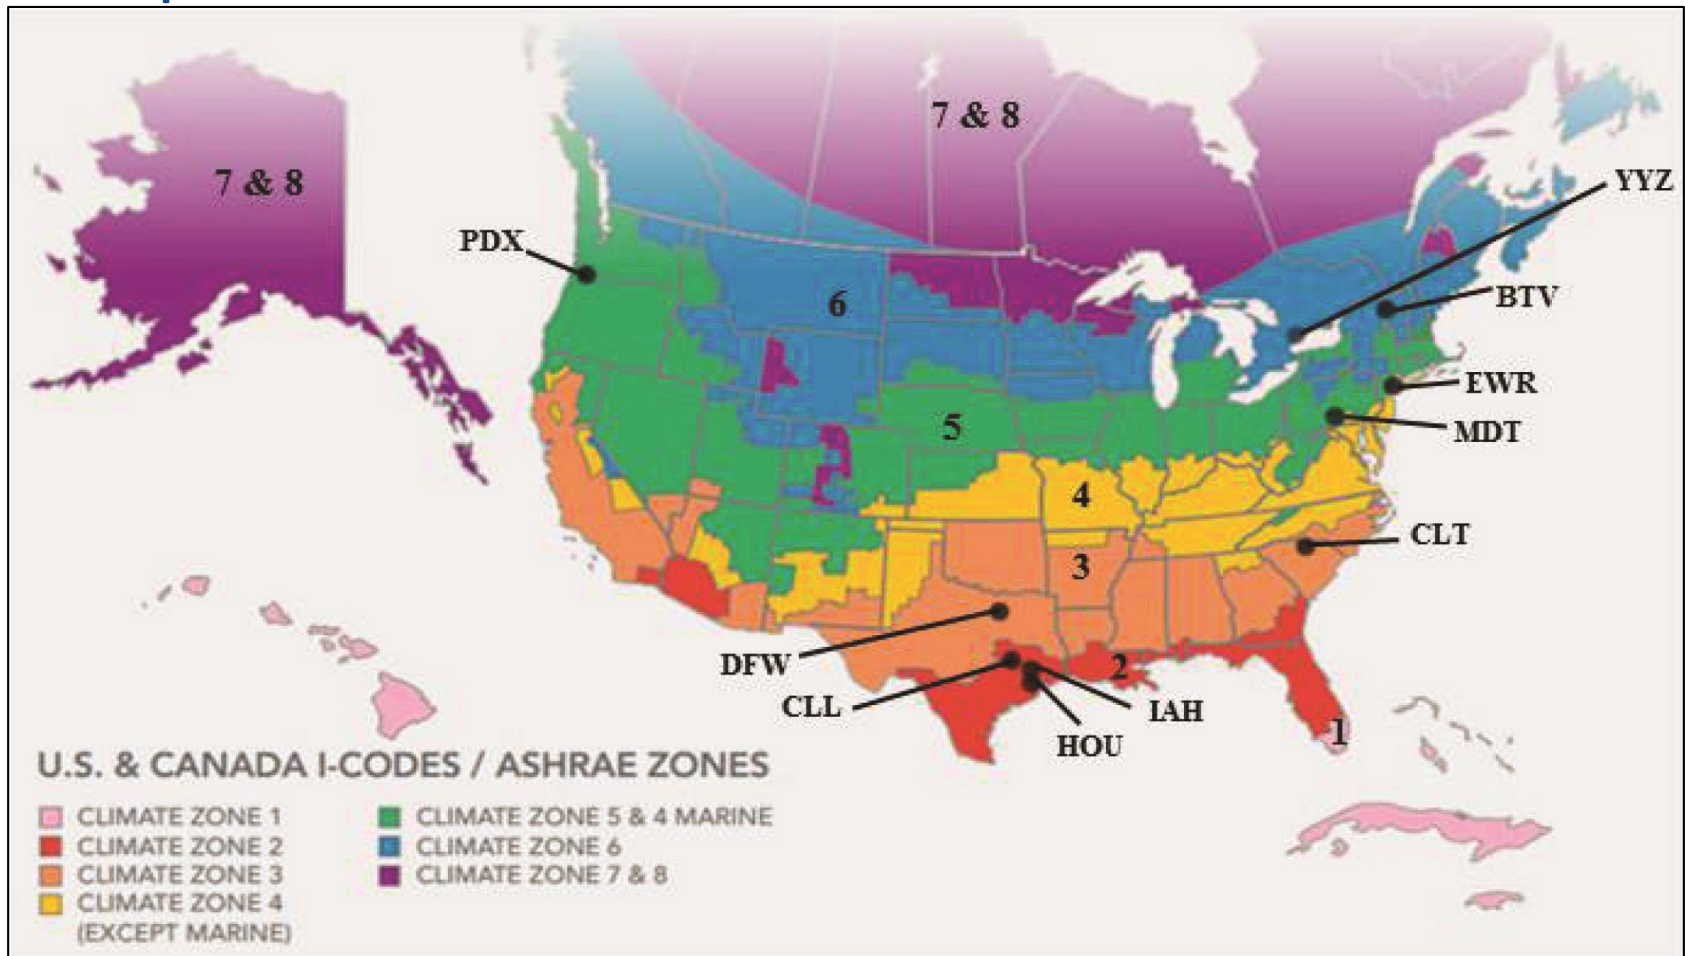 7 & 8
7 & 8
YYZ
PDX
BTV
6
EWR
5
MDT
4
CLT
3
DFW
2
CLL
IAH
1
HOU
U.S. & CANADA I-CODES / ASHRAE ZONES
CLIMATE ZONE 1
CLIMATE ZONE 2
CLIMATE ZONE 3
CLIMATE ZONE 4
(EXCEPT MARINE)
CLIMATE ZONE 5 & 4 MARINE
CLIMATE ZONE 6
CLIMATE ZONE 7 & 8